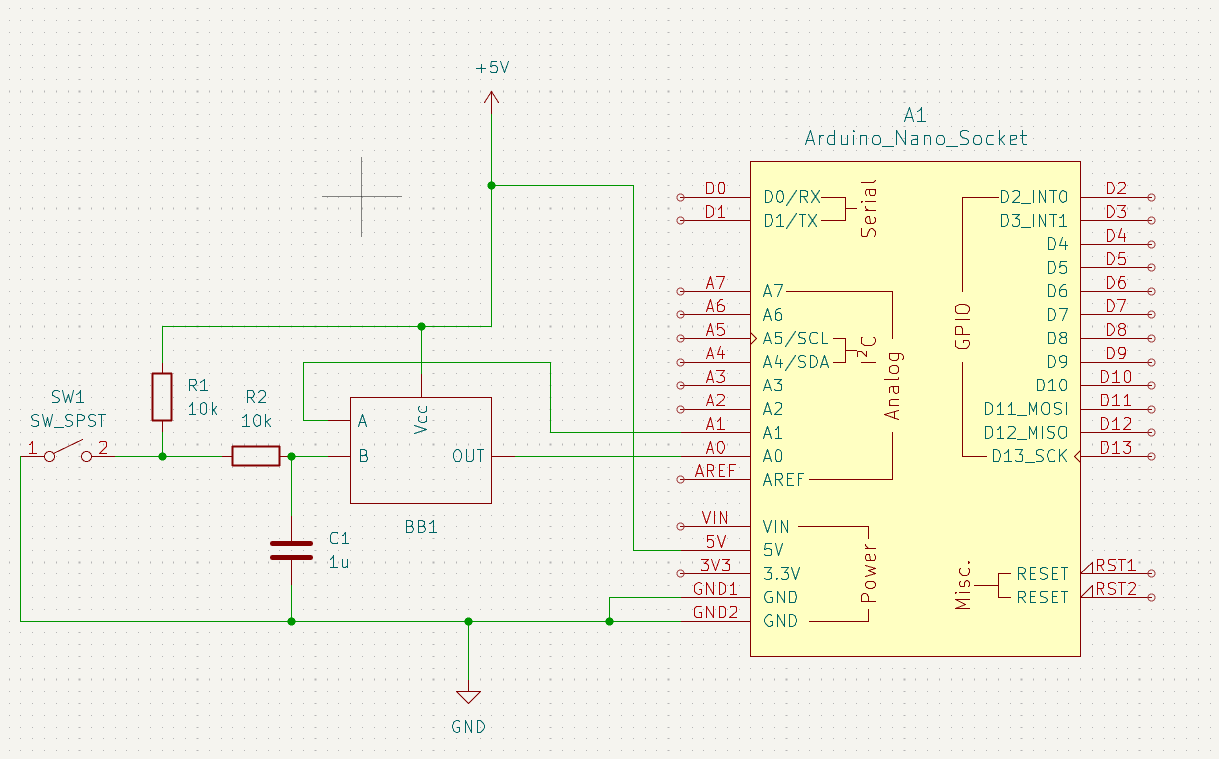 +5V
A1
Arduino_Nano_Socket
D0
D0/RX
D1
D1/TX
Serial
D2_INT0
D2
D3_INT1
D3
D4
D4
D5
D5
A7
A7
D6
D6
A6
A6
D7
D7
A5
A5/SCL
D8
D8
A4
A4/SDA
I²C
D9
D9
A3
A3
D10
D10
A2
A2
D11_MOSI
D11
A1
A1
D12_MISO
D12
A0
A0
D13_SCK
D13
AREF
AREF
Analog
GPIO
VIN
VIN
5V
5V
3V3
3.3V
GND1
GND
GND2
GND
Power
Misc.
RESET
RST1
RESET
RST2
SW1
SW_SPST
1
2
R1
10k
R2
10k
A
B
Vcc
OUT
BB1
C1
1u
GND